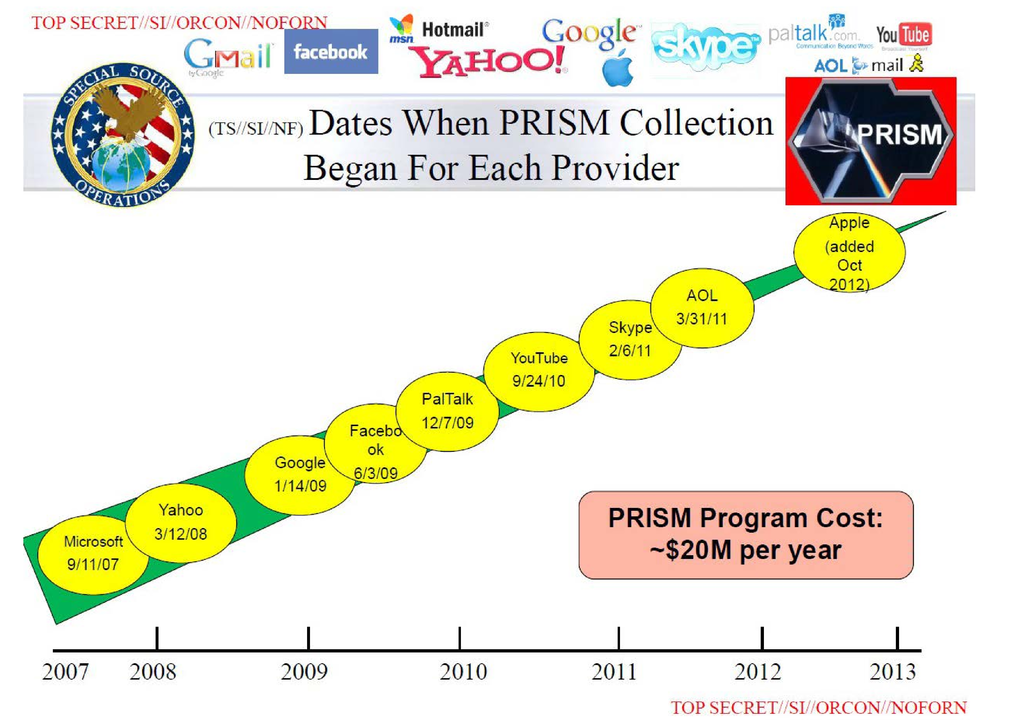 TOP SECRET//SI//ORCON//NOFORN
Gmail
by Google
facebook
msn
Hotmail
YAHOO!
Google
skype
paltalk.com
Communication Beyond Words
YouTube
Broadcast Yourself
AOL mail
SPECIAL SOURCE
OPERATIONS
(TS//SI//NF) Dates When PRISM Collection
Began For Each Provider
PRISM
Apple
(added
Oct
2012)
AOL
3/31/11
Skype
2/6/11
YouTube
9/24/10
PalTalk
12/7/09
Facebo
ok
6/3/09
Google
1/14/09
Yahoo
3/12/08
Microsoft
9/11/07
PRISM Program Cost:
~$20M per year
2007 2008 2009 2010 2011 2012 2013
TOP SECRET//SI//ORCON//NOFORN